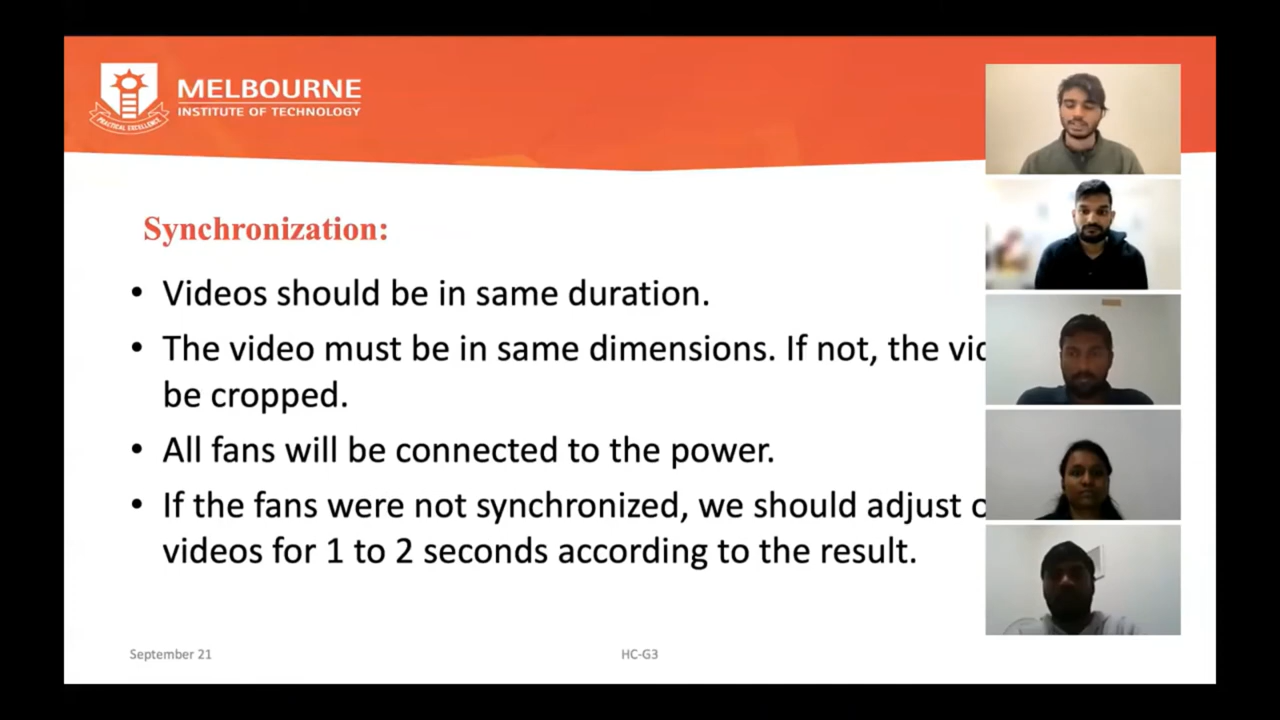 MELBOURNE
INSTITUTE OF TECHNOLOGY
PRACTICAL EXCELLENCE
Synchronization:
• Videos should be in same duration.
• The video must be in same dimensions. If not, the
be cropped.
• All fans will be connected to the power.
• If the fans were not synchronized, we should adjust
videos for 1 to 2 seconds according to the result.
September 21
HC-G3